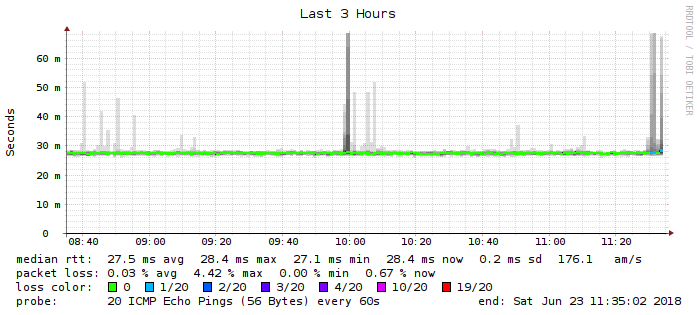 Last 3 Hours
RRDTOOL / TOBI OETIKER
Seconds
60 m
50 m
40 m
30 m
20 m
10 m
0
08:40 09:00 09:20 09:40 10:00 10:20 10:40 11:00 11:20
median rtt: 27.5 ms avg 28.4 ms max 27.1 ms min 28.4 ms now 0.2 ms sd 176.1 am/s
packet loss: 0.03 % avg 4.42 % max 0.00 % min 0.67 % now
loss color: 0 1/20 2/20 3/20 4/20 10/20 19/20
probe: 20 ICMP Echo Pings (56 Bytes) every 60s end: Sat Jun 23 11:35:02 2018